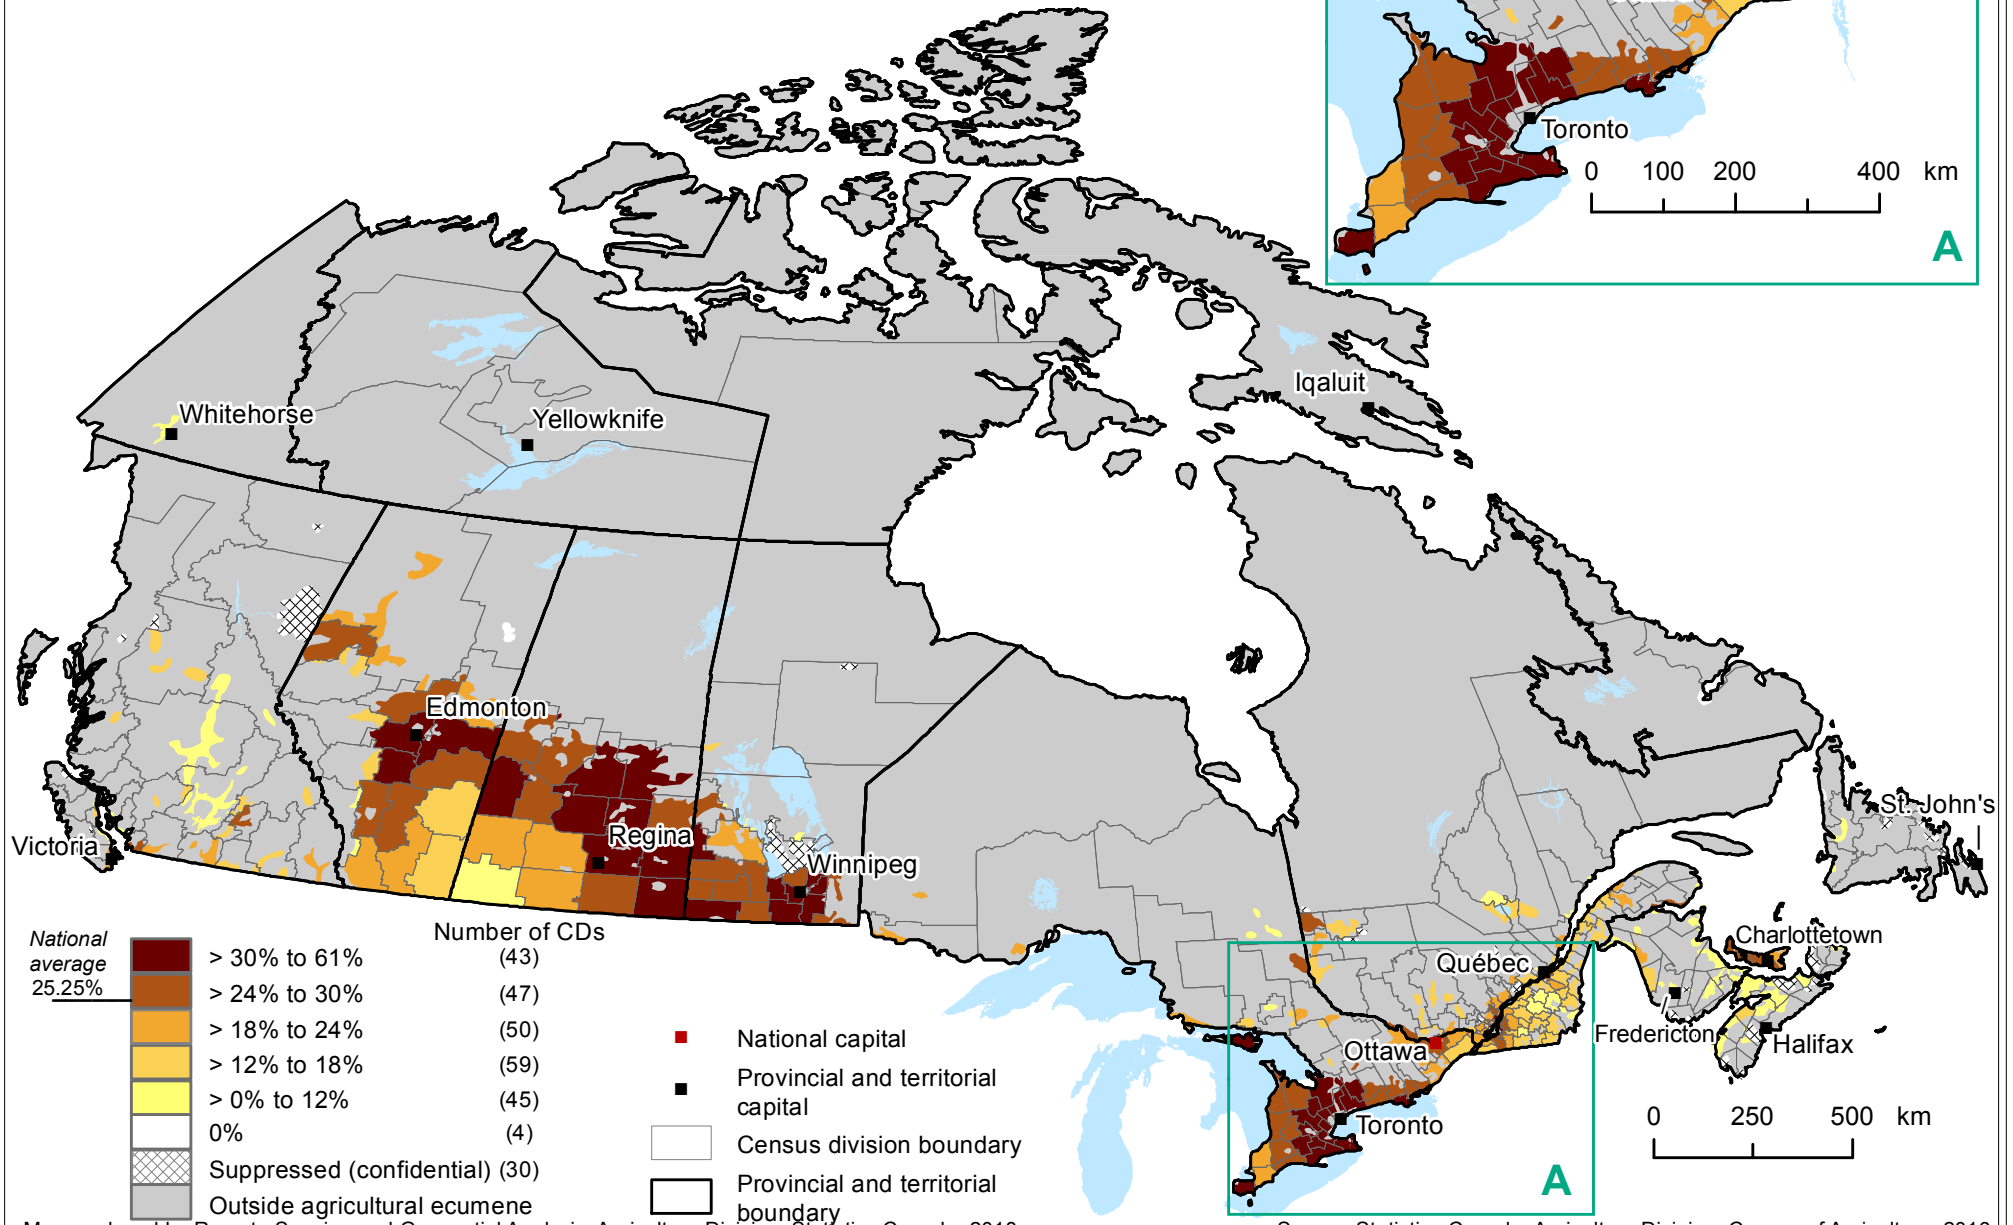 Toronto
0 100 200 400 km
A
Iqaluit
Whitehorse
Yellowknife
Edmonton
St. John's
Regina
Victoria
Winnipeg
Charlottetown
Québec
Fredericton
Halifax
Ottawa
Toronto
A
0 250 500 km
National
average
25.25%
Number of CDs
> 30% to 61% (43)
> 24% to 30% (47)
> 18% to 24% (50)
> 12% to 18% (59)
> 0% to 12% (45)
0% (4)
Suppressed (confidential) (30)
Outside agricultural ecumene
National capital
Provincial and territorial
capital
Census division boundary
Provincial and territorial
boundary